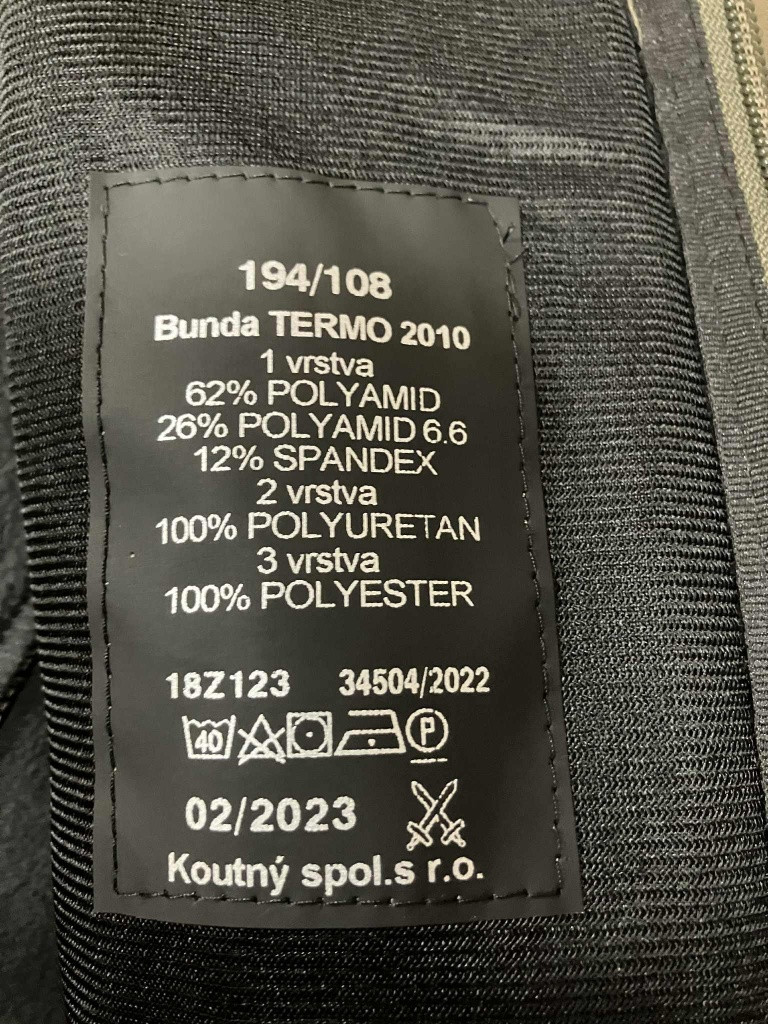 194/108
Bunda TERMO 2010
1 vrstva
62% POLYAMID
26% POLYAMID 6.6
12% SPANDEX
2 vrstva
100% POLYURETAN
3 vrstva
100% POLYESTER
18Z123 34504/2022
40 P
02/2023
Koutný spol.s r.o.